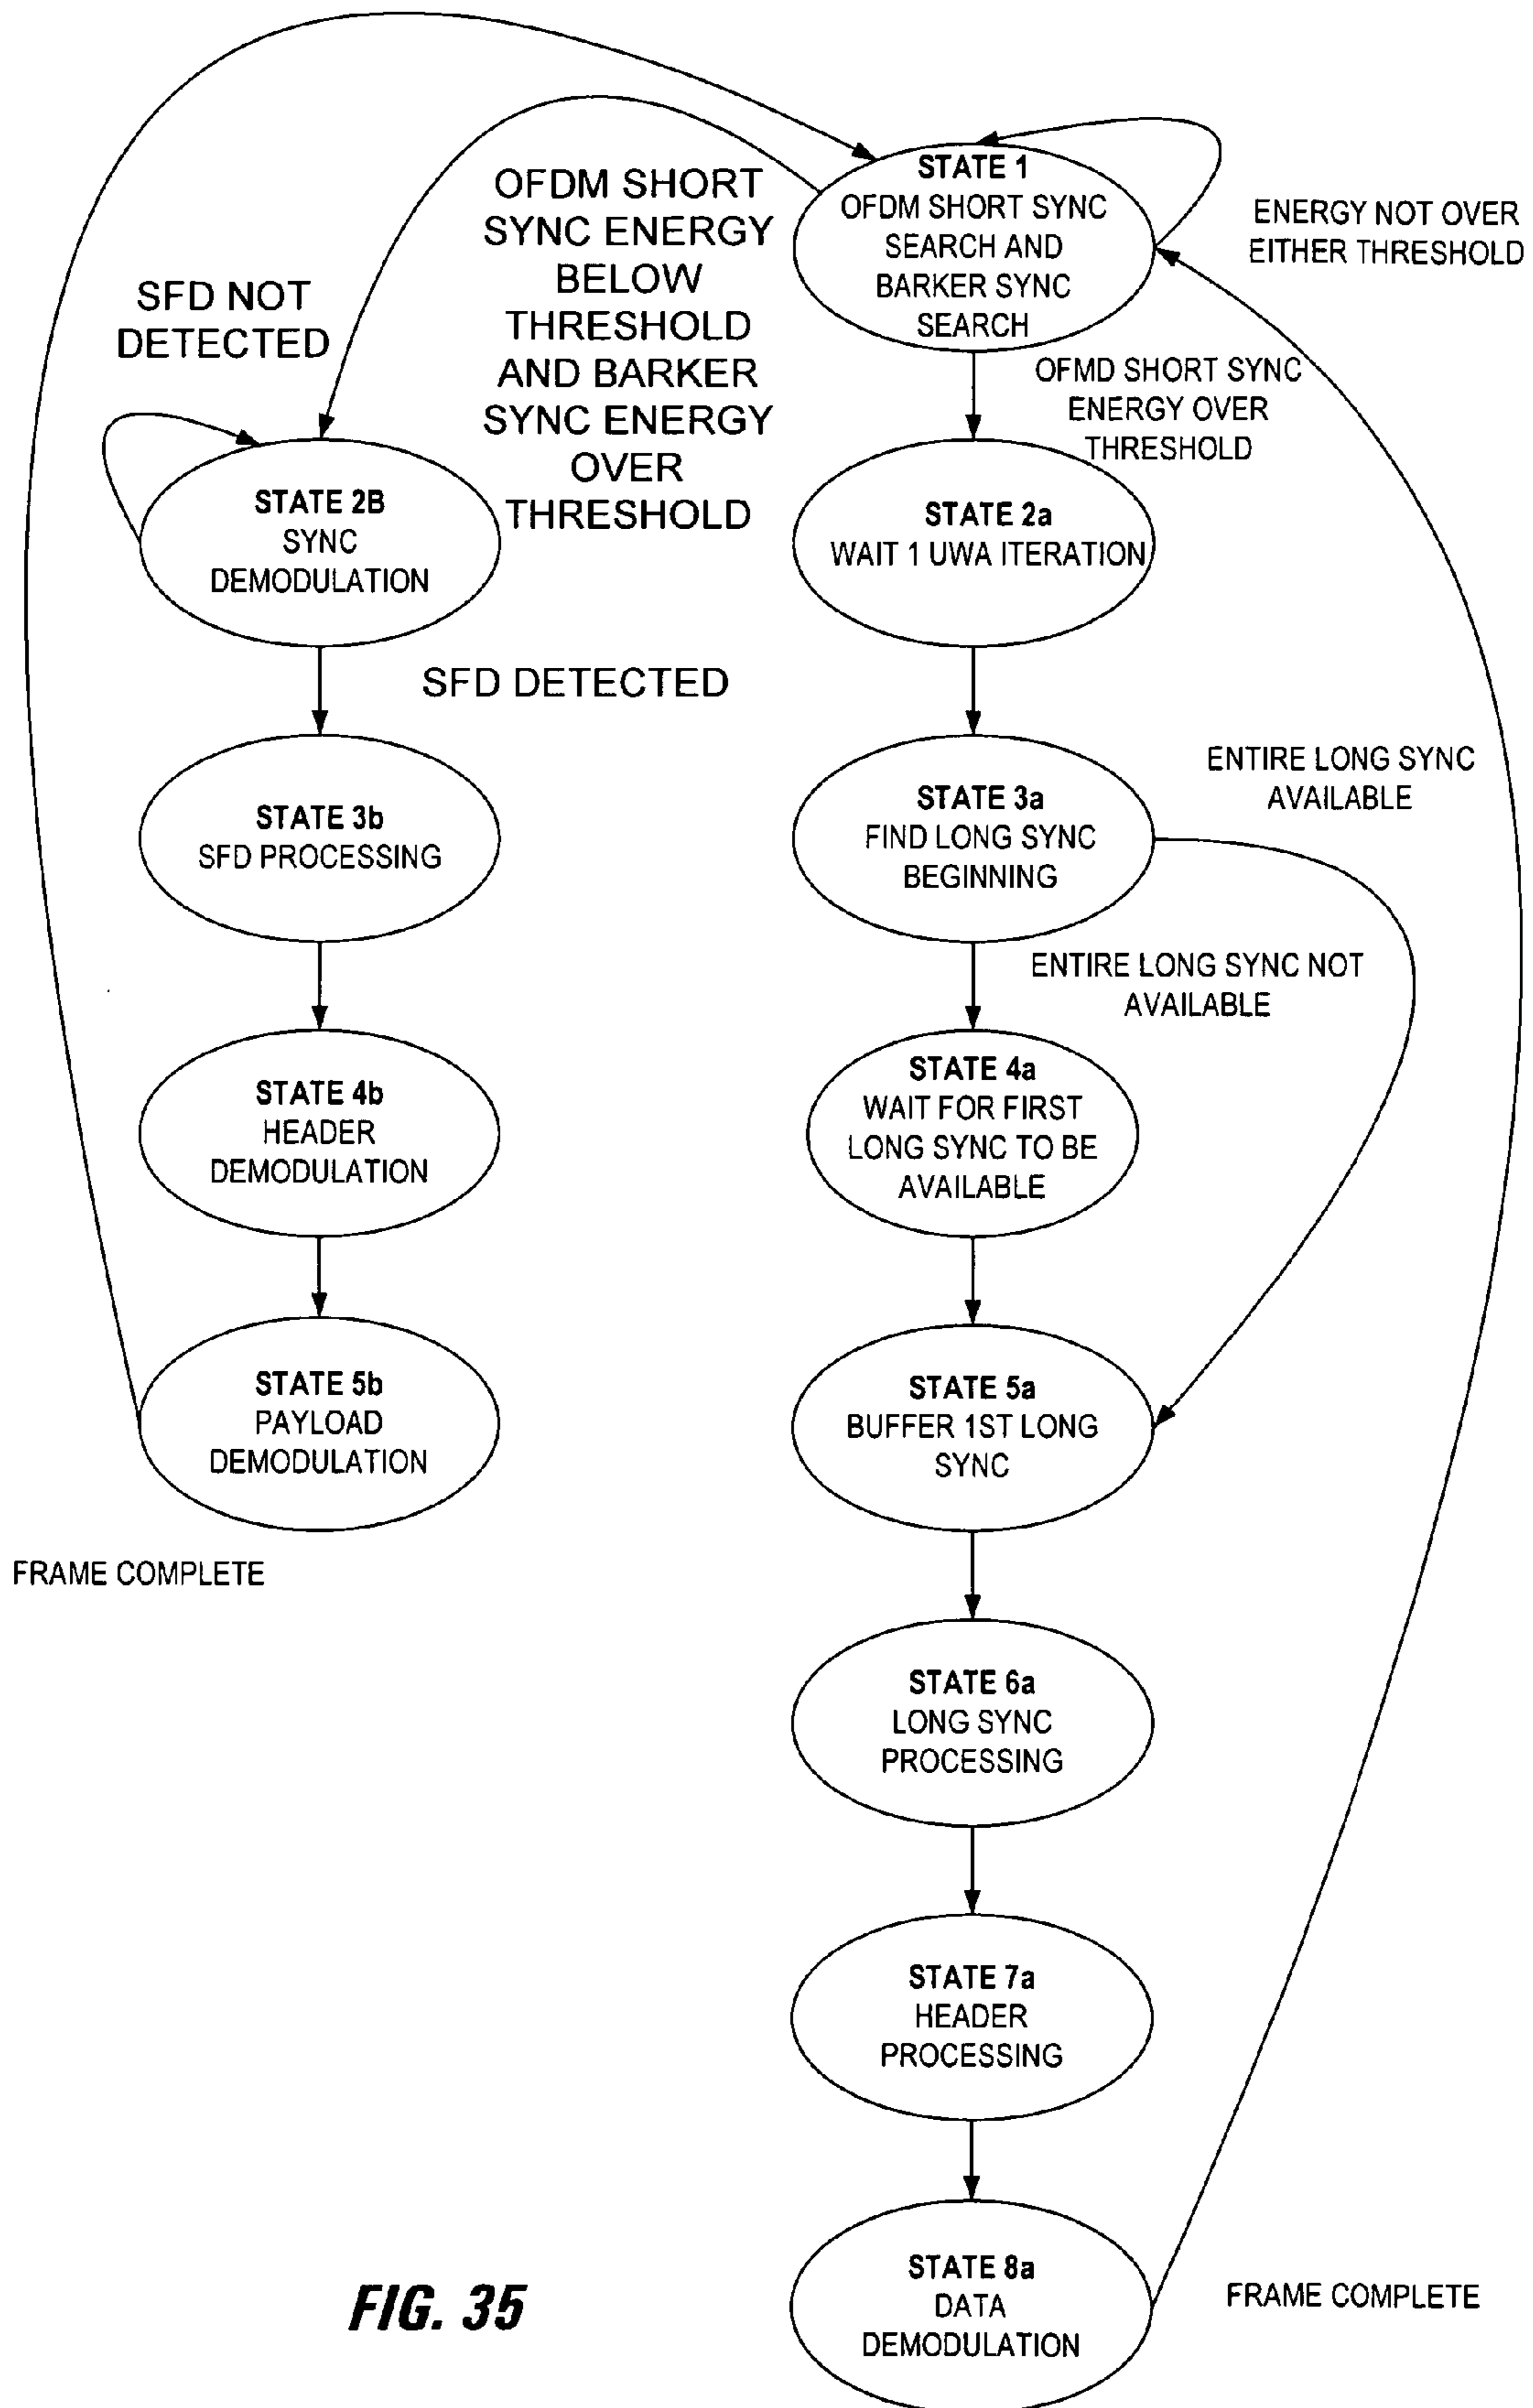 STATE 1
OFDM SHORT SYNC
SEARCH AND
BARKER SYNC
SEARCH
ENERGY NOT OVER
EITHER THRESHOLD
OFDM SHORT
SYNC ENERGY
BELOW
THRESHOLD
AND BARKER
SYNC ENERGY
OVER
THRESHOLD
SFD NOT
DETECTED
OFMD SHORT SYNC
ENERGY OVER
THRESHOLD
STATE 2B
SYNC
DEMODULATION
STATE 2a
WAIT 1 UWA ITERATION
SFD DETECTED
STATE 3b
SFD PROCESSING
STATE 3a
FIND LONG SYNC
BEGINNING
ENTIRE LONG SYNC
AVAILABLE
ENTIRE LONG SYNC NOT
AVAILABLE
STATE 4b
HEADER
DEMODULATION
STATE 4a
WAIT FOR FIRST
LONG SYNC TO BE
AVAILABLE
STATE 5b
PAYLOAD
DEMODULATION
STATE 5a
BUFFER 1ST LONG
SYNC
FRAME COMPLETE
STATE 6a
LONG SYNC
PROCESSING
STATE 7a
HEADER
PROCESSING
STATE 8a
DATA
DEMODULATION
FRAME COMPLETE
FIG. 35